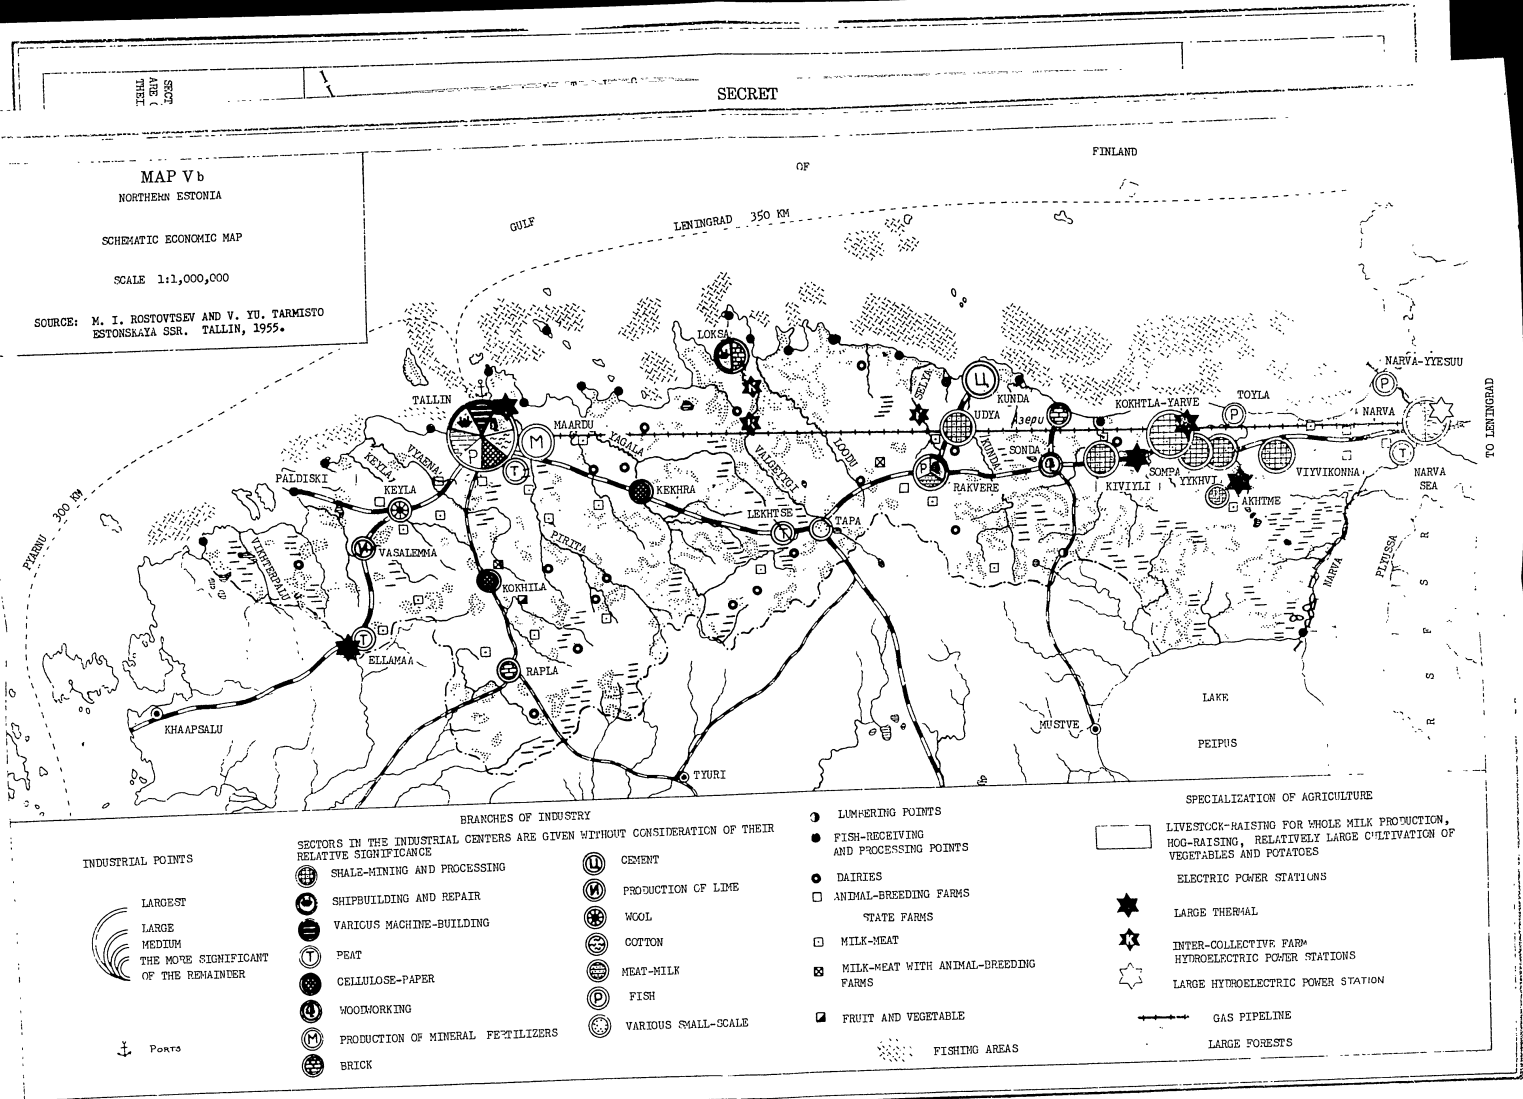 SECT
ARE
THEI
SECRET
MAP V b
NORTHERN ESTONIA
SCHEMATIC ECONOMIC MAP
SCALE 1:1,000,000
SOURCE: M. I. ROSTOVTSEV AND V. YU. TARMISTO
ESTONSKAYA SSR. TALLIN, 1955.
GULF
OF
FINLAND
LENINGRAD 350 KM
PYARNU 300 KM
TO LENINGRAD
LOKSA
TALLIN
MAARDU
YAGALA
KEYLA
VYAENA
PALDISKI
KEYLA
VASALEMMA
VIKHTERPALU
ELLAMAA
KHAAPSALU
KOKHILA
PIRITA
RAPLA
KEKHRA
LEKHTSE
VALGEYGI
LOOBU
TAPA
TYURI
SELYA
KUNDA
UDYA
KUNDA
Азери
SONDA
RAKVERE
KIVIYLI
KOKHTLA-YARVE
SOMPA
YYKHVI
AKHTME
TOYLA
VIYVIKONNA
NARVA-YYESUU
NARVA
NARVA
SEA
NARVA
PLYUSSA
R S F S R
MUSTVE
LAKE
PEIPUS
BRANCHES OF INDUSTRY
SECTORS IN THE INDUSTRIAL CENTERS ARE GIVEN WITHOUT CONSIDERATION OF THEIR
RELATIVE SIGNIFICANCE
INDUSTRIAL POINTS
LARGEST
LARGE
MEDIUM
THE MORE SIGNIFICANT
OF THE REMAINDER
PORTS
SHALE-MINING AND PROCESSING
SHIPBUILDING AND REPAIR
VARIOUS MACHINE-BUILDING
T PEAT
CELLULOSE-PAPER
WOODWORKING
M PRODUCTION OF MINERAL FERTILIZERS
BRICK
Ц CEMENT
И PRODUCTION OF LIME
WOOL
COTTON
MEAT-MILK
P FISH
VARIOUS SMALL-SCALE
LUMBERING POINTS
FISH-RECEIVING
AND PROCESSING POINTS
DAIRIES
ANIMAL-BREEDING FARMS
STATE FARMS
MILK-MEAT
MILK-MEAT WITH ANIMAL-BREEDING
FARMS
FRUIT AND VEGETABLE
FISHING AREAS
SPECIALIZATION OF AGRICULTURE
LIVESTOCK-RAISING FOR WHOLE MILK PRODUCTION,
HOG-RAISING, RELATIVELY LARGE CULTIVATION OF
VEGETABLES AND POTATOES
ELECTRIC POWER STATIONS
LARGE THERMAL
K INTER-COLLECTIVE FARM
HYDROELECTRIC POWER STATIONS
LARGE HYDROELECTRIC POWER STATION
GAS PIPELINE
LARGE FORESTS